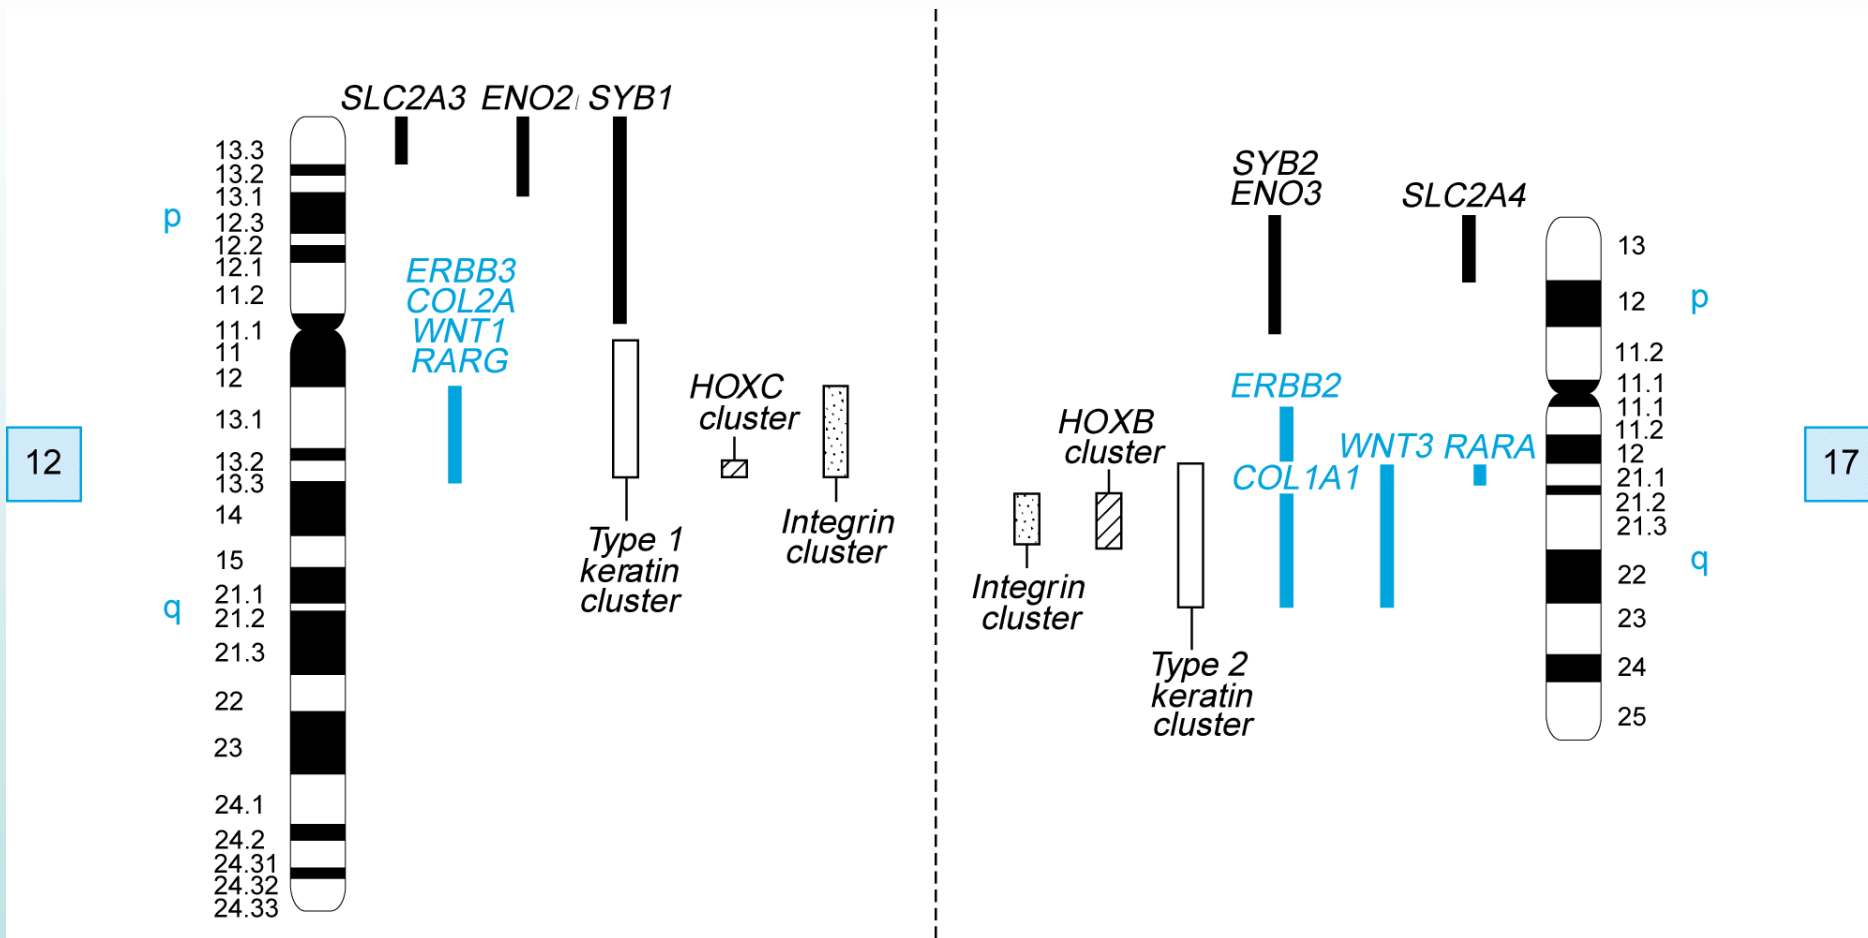 SLC2A3 ENO2 SYB1
13.3
13.2
13.1
12.3
12.2
12.1
11.2
11.1
11
12
13.1
13.2
13.3
14
15
21.1
21.2
21.3
22
23
24.1
24.2
24.31
24.32
24.33
p
q
12
ERBB3
COL2A
WNT1
RARG
Type 1
keratin
cluster
HOXC
cluster
Integrin
cluster
SYB2
ENO3
SLC2A4
ERBB2
COL1A1
WNT3 RARA
HOXB
cluster
Integrin
cluster
Type 2
keratin
cluster
13
12
11.2
11.1
11.1
11.2
12
21.1
21.2
21.3
22
23
24
25
p
q
17